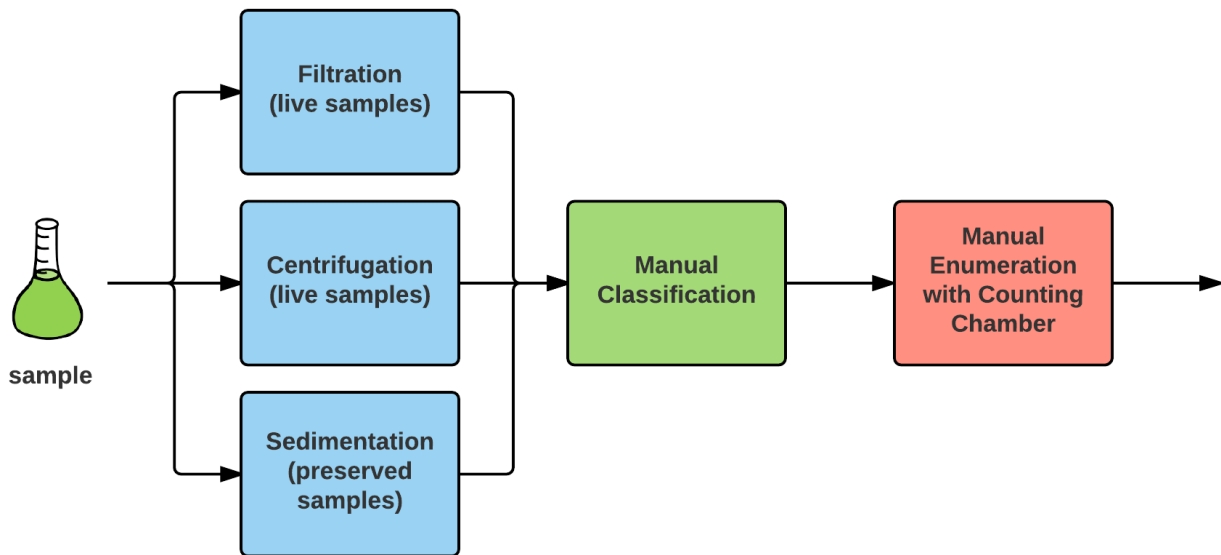 Filtration
(live samples)
sample
Centrifugation
(live samples)
Sedimentation
(preserved
samples)
Manual
Classification
Manual
Enumeration
with Counting
Chamber